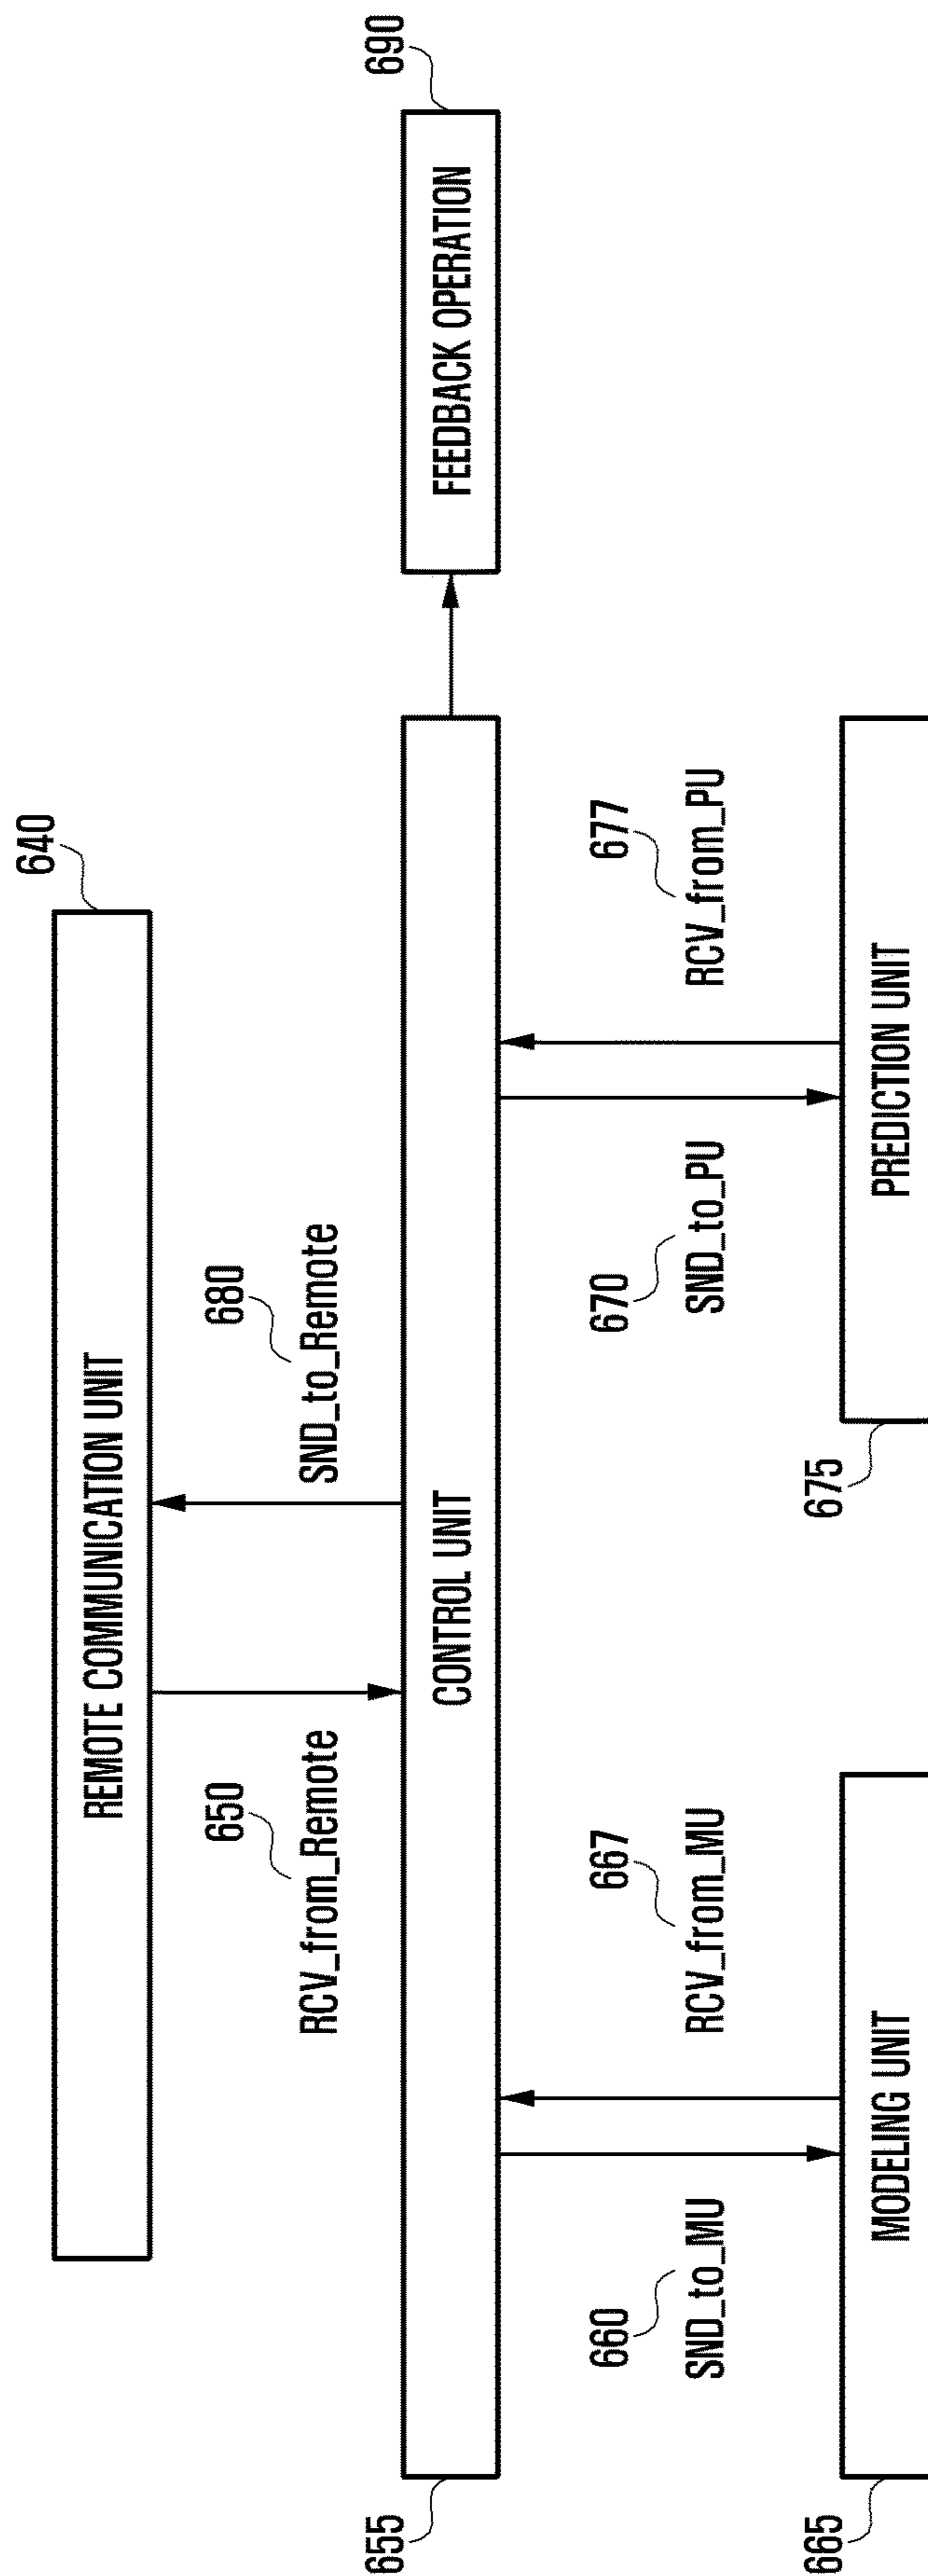 640
REMOTE COMMUNICATION UNIT
650
RCV_from_Remote
680
SND_to_Remote
655
CONTROL UNIT
690
FEEDBACK OPERATION
660
SND_to_MU
667
RCV_from_MU
670
SND_to_PU
677
RCV_from_PU
665
MODELING UNIT
675
PREDICTION UNIT